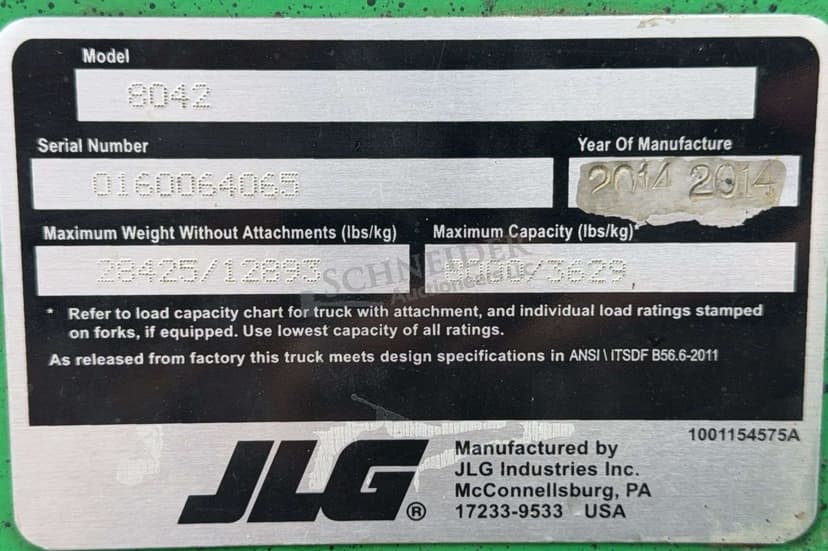 Model
8042
Serial Number
Year Of Manufacture
0160064065
2014 2014
Maximum Weight Without Attachments (lbs/kg)
Maximum Capacity (lbs/kg)*
28425/12893
8000/3629
SCHNEIDER
Auctioneers LLC
* Refer to load capacity chart for truck with attachment, and individual load ratings stamped
on forks, if equipped. Use lowest capacity of all ratings.
As released from factory this truck meets design specifications in ANSI \ ITSDF B56.6-2011
1001154575A
JLG®
Manufactured by
JLG Industries Inc.
McConnellsburg, PA
17233-9533 USA